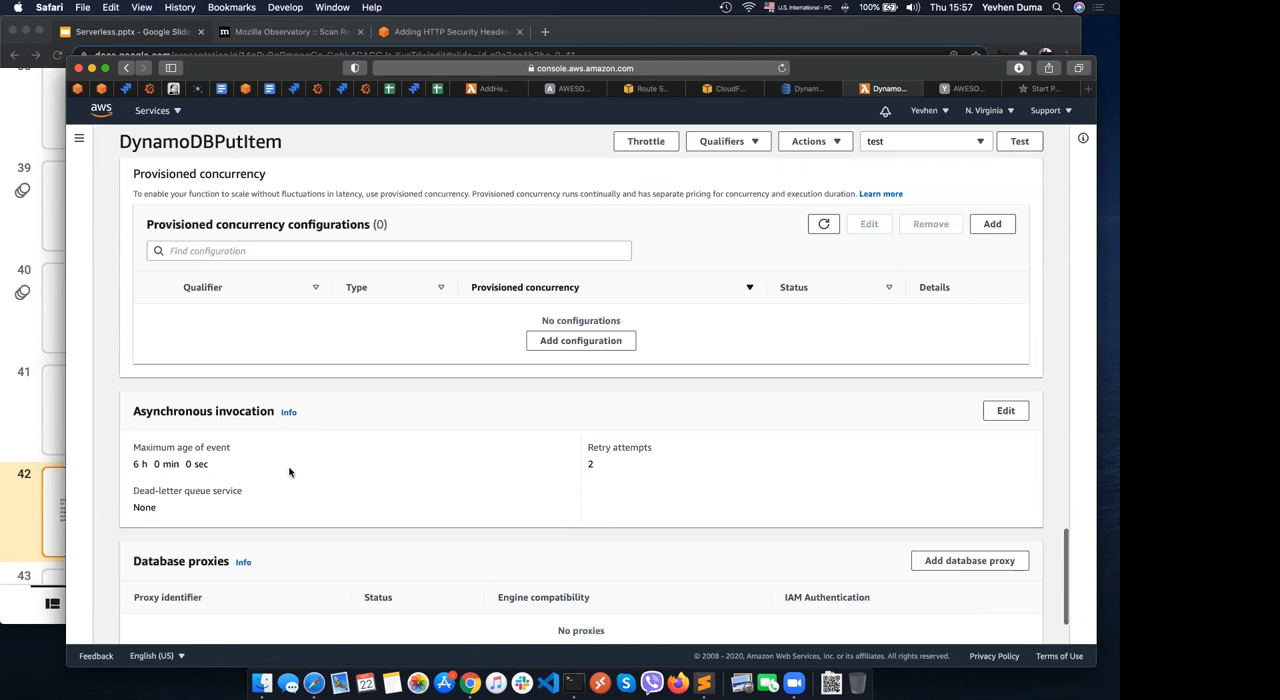 Safari File Edit View History Bookmarks Develop Window Help U.S. International - PC 100% Thu 15:57 Yevhen Duma
Serverless.pptx - Google Slide × Mozilla Observatory :: Scan Re × Adding HTTP Security Header ×
console.aws.amazon.com
AddHe... AWESO... Route 5... CloudF... Dynam... Dynamo... AWESO... Start P...
aws Services Yevhen N. Virginia Support
DynamoDBPutItem Throttle Qualifiers Actions test Test
Provisioned concurrency
To enable your function to scale without fluctuations in latency, use provisioned concurrency. Provisioned concurrency runs continually and has separate pricing for concurrency and execution duration. Learn more
Provisioned concurrency configurations (0) Edit Remove Add
Find configuration
Qualifier Type Provisioned concurrency Status Details
No configurations
Add configuration
Asynchronous invocation Info Edit
Maximum age of event Retry attempts
6 h 0 min 0 sec 2
Dead-letter queue service
None
Database proxies Info Add database proxy
Proxy identifier Status Engine compatibility IAM Authentication
No proxies
Feedback English (US) © 2008 - 2020, Amazon Web Services, Inc. or its affiliates. All rights reserved. Privacy Policy Terms of Use
39
40
41
42
43
22